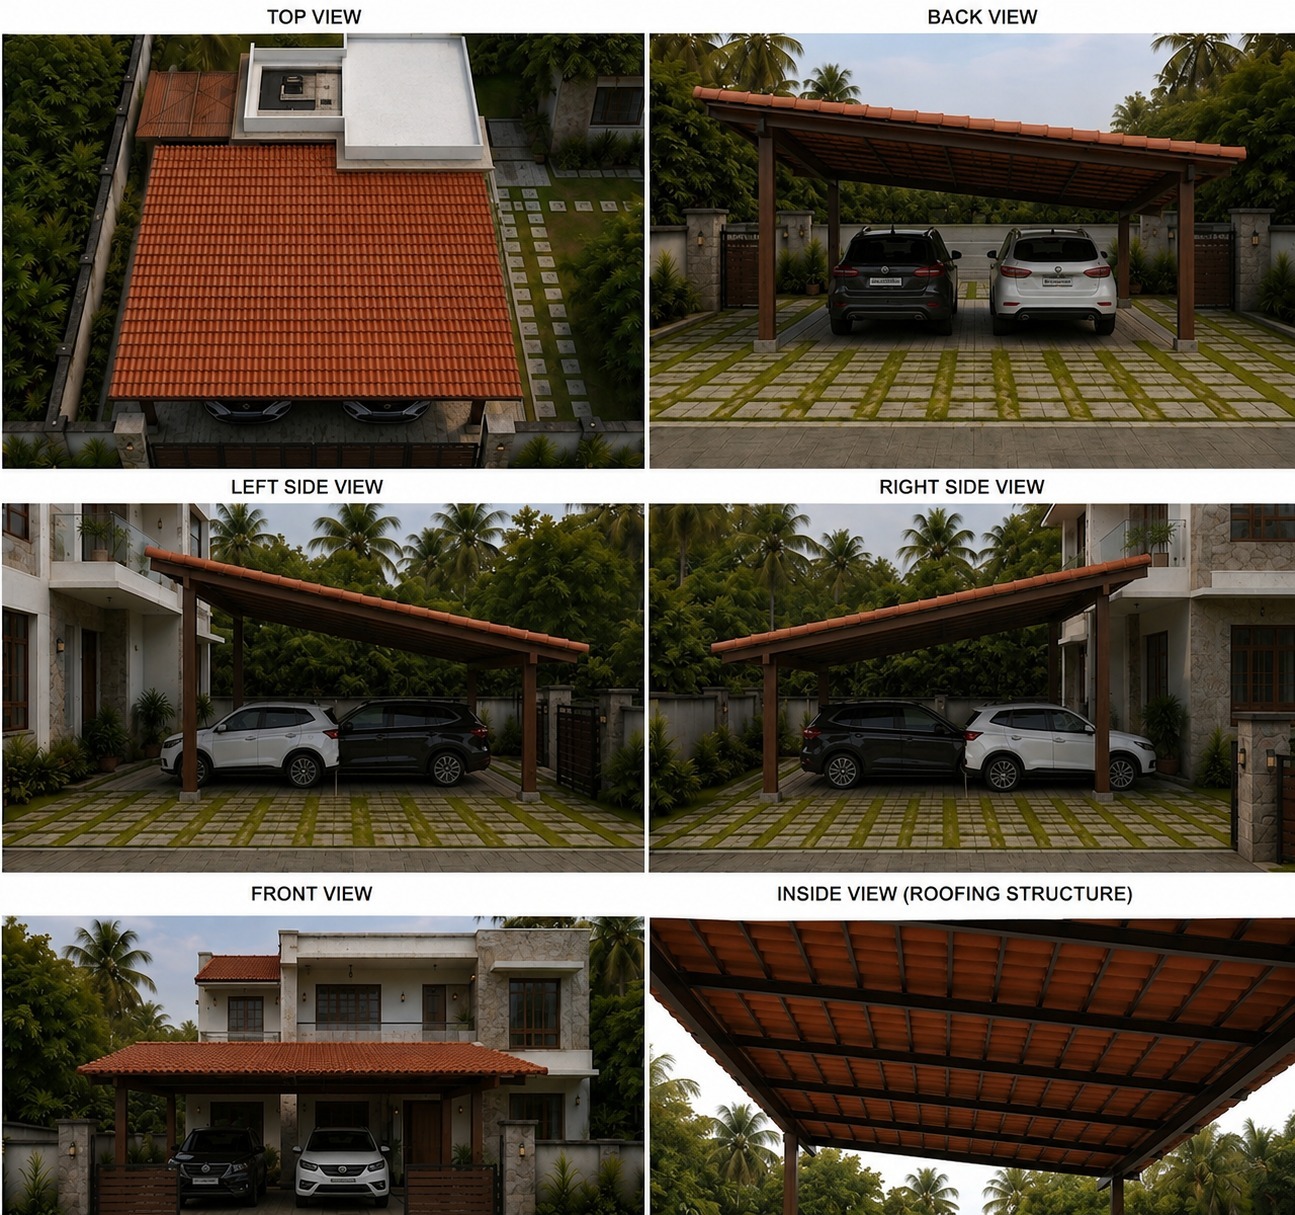 TOP VIEW
BACK VIEW
LEFT SIDE VIEW
RIGHT SIDE VIEW
FRONT VIEW
INSIDE VIEW (ROOFING STRUCTURE)